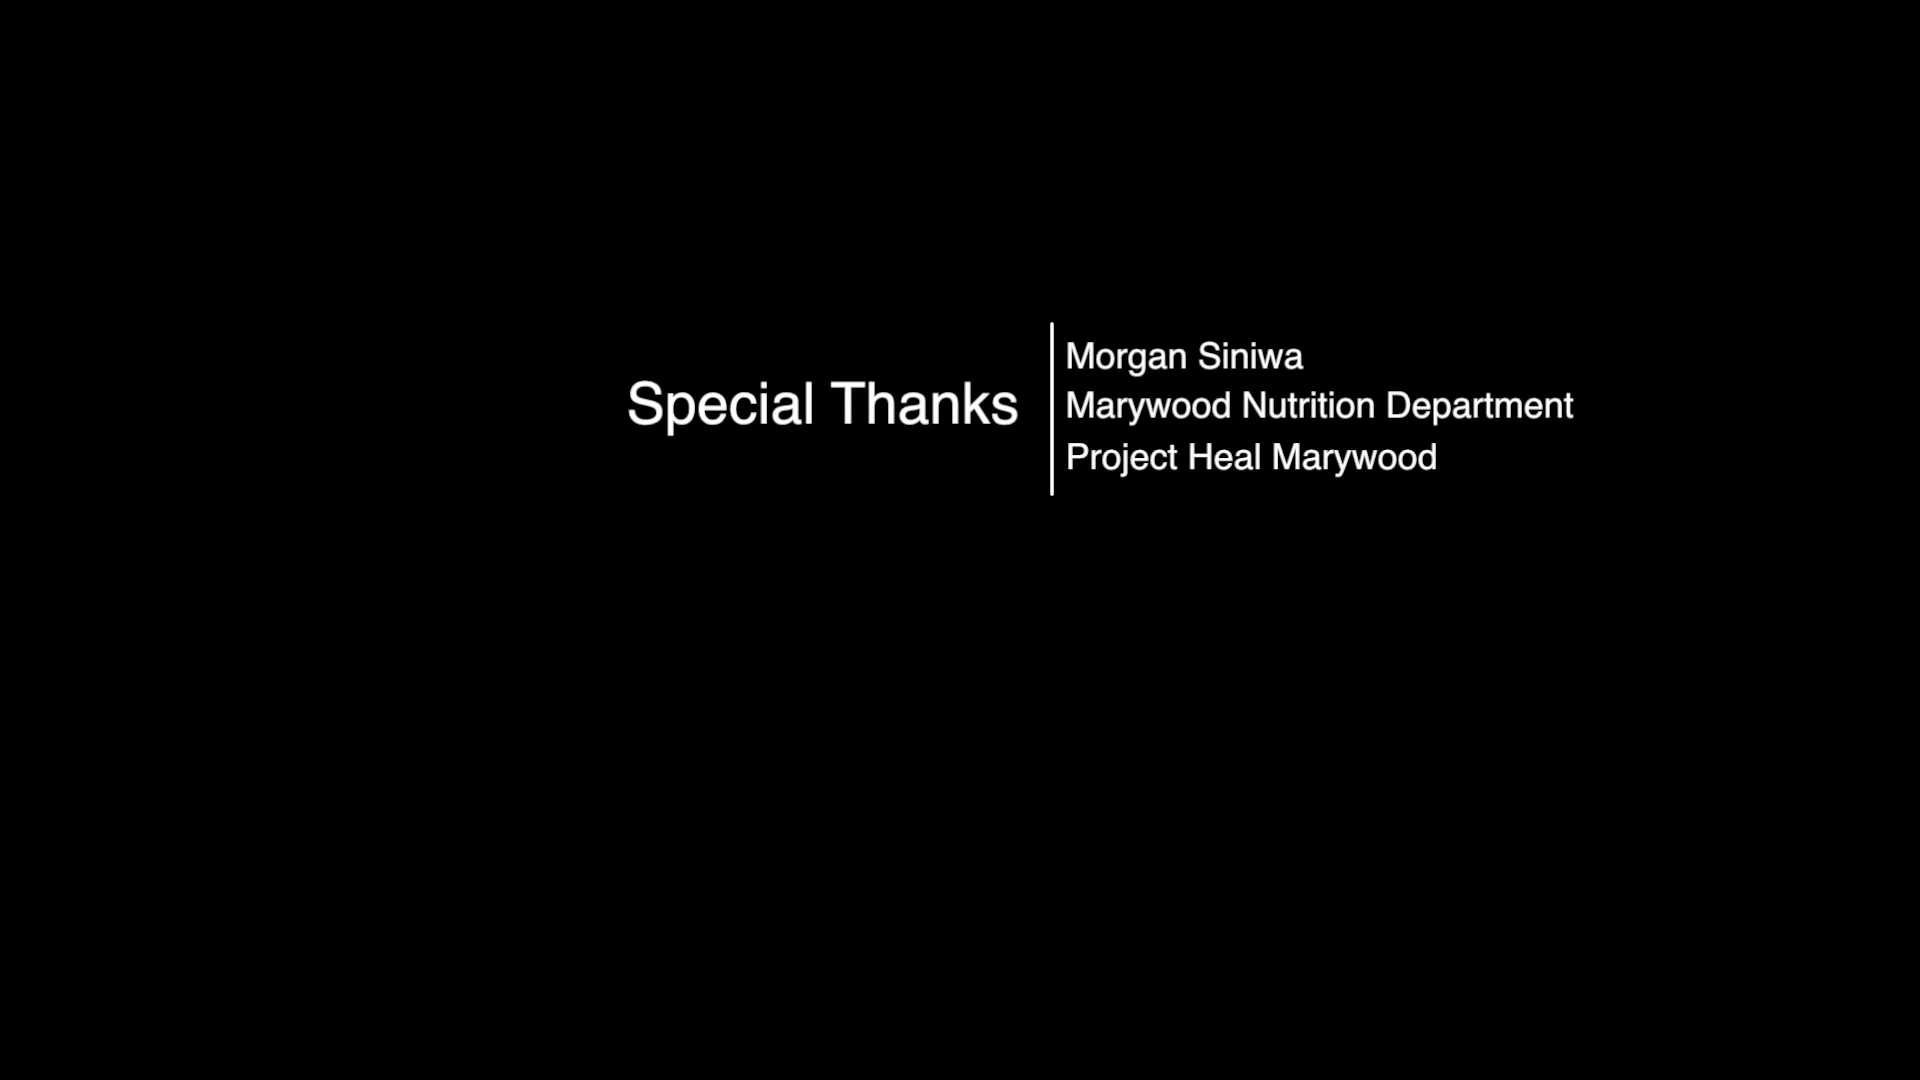 Special Thanks
Morgan Siniwa
Marywood Nutrition Department
Project Heal Marywood